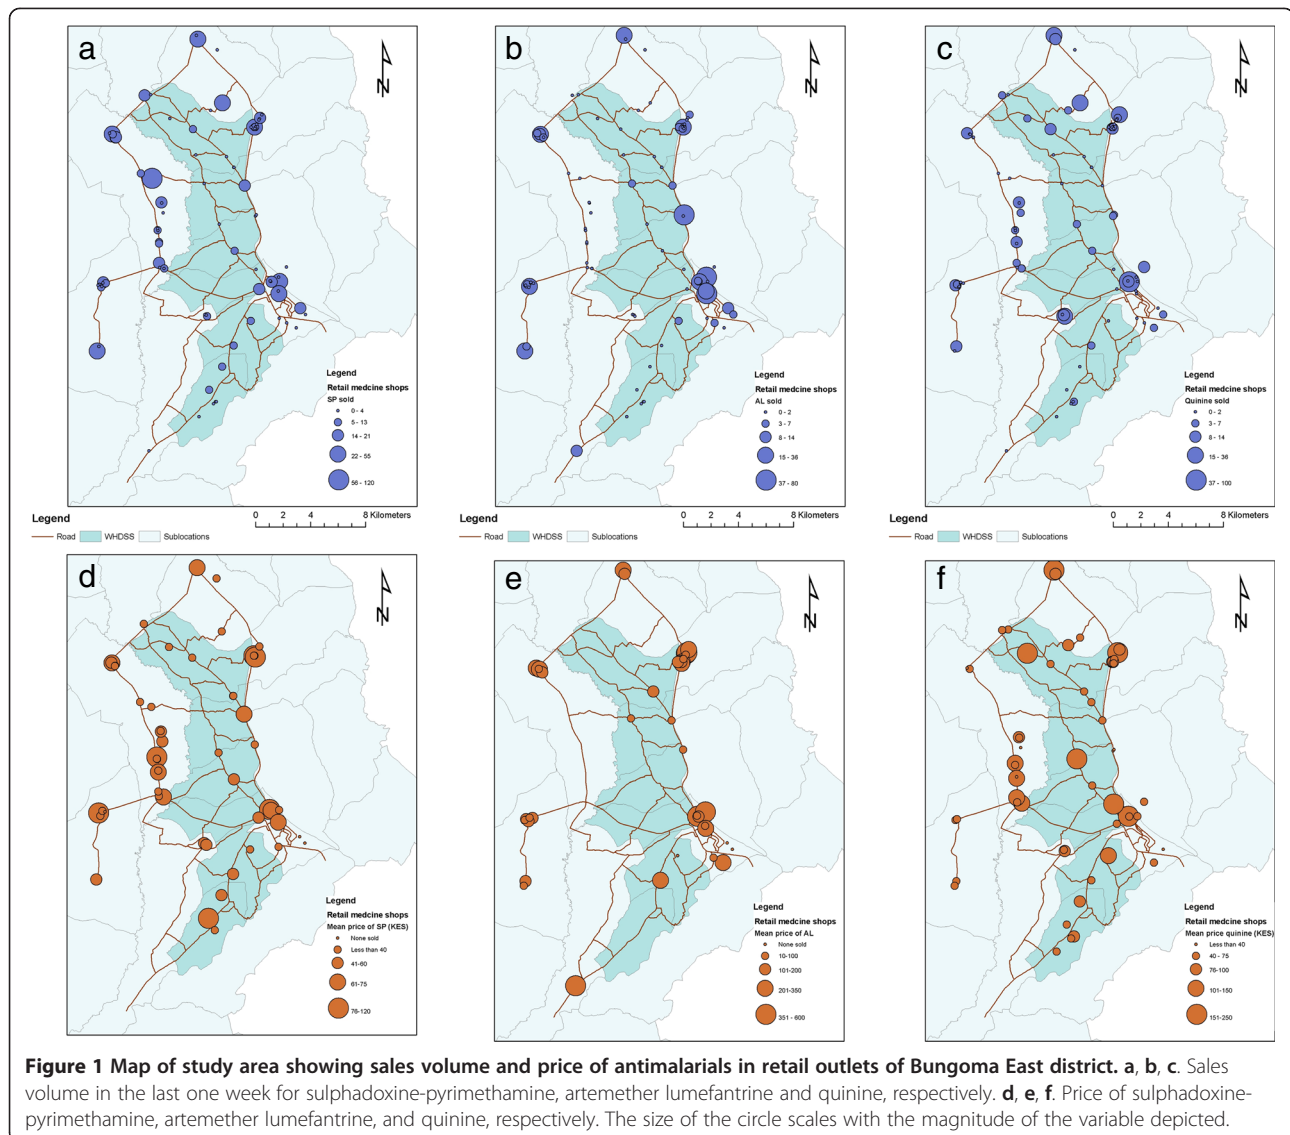 a
N
Legend
Retail medcine shops
SP sold
0 - 4
5 - 13
14 - 21
22 - 55
56 - 120
Legend
0 2 4 8 Kilometers
Road WHDSS Sublocations
b
N
Legend
Retail medcine shops
AL sold
0 - 2
3 - 7
8 - 14
15 - 36
37 - 80
Legend
0 2 4 8 Kilometers
Road WHDSS Sublocations
c
N
Legend
Retail medcine shops
Quinine sold
0 - 2
3 - 7
8 - 14
15 - 36
37 - 100
Legend
0 2 4 8 Kilometers
Road WHDSS Sublocations
d
N
Legend
Retail medcine shops
Mean price of SP (KES)
None sold
Less than 40
41-60
61-75
76-120
e
N
Legend
Retail medcine shops
Mean price of AL
None sold
10-100
101-200
201-350
351 - 600
f
N
Legend
Retail medcine shops
Mean price quinine (KES)
Less than 40
40 - 75
76-100
101-150
151-250
Figure 1 Map of study area showing sales volume and price of antimalarials in retail outlets of Bungoma East district. a, b, c. Sales
volume in the last one week for sulphadoxine-pyrimethamine, artemether lumefantrine and quinine, respectively. d, e, f. Price of sulphadoxine-
pyrimethamine, artemether lumefantrine, and quinine, respectively. The size of the circle scales with the magnitude of the variable depicted.